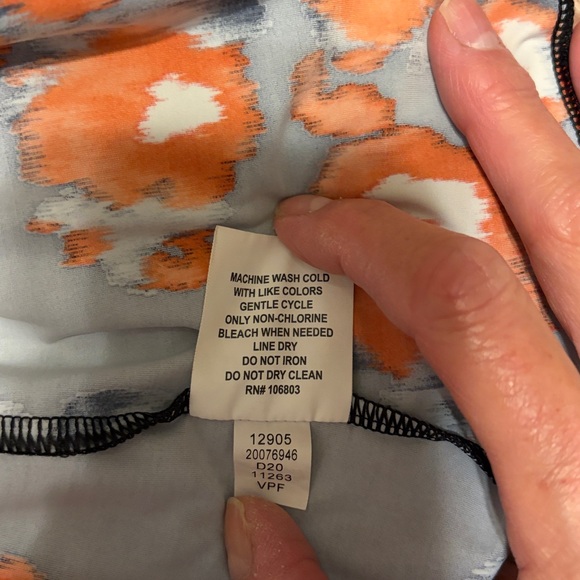 MACHINE WASH COLD
WITH LIKE COLORS
GENTLE CYCLE
ONLY NON-CHLORINE
BLEACH WHEN NEEDED
LINE DRY
DO NOT IRON
DO NOT DRY CLEAN
RN# 106803
12905
20076946
D20
11263
VPF